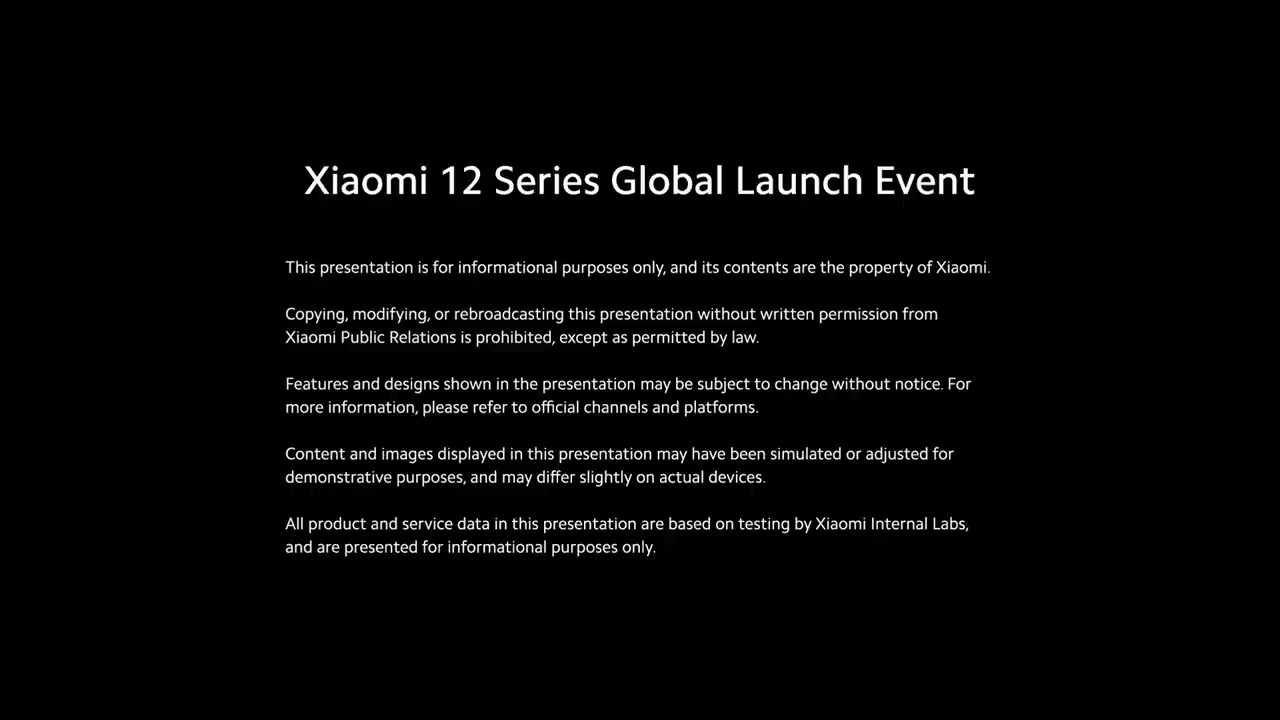 Xiaomi 12 Series Global Launch Event
This presentation is for informational purposes only, and its contents are the property of Xiaomi.
Copying, modifying, or rebroadcasting this presentation without written permission from
Xiaomi Public Relations is prohibited, except as permitted by law.
Features and designs shown in the presentation may be subject to change without notice. For
more information, please refer to official channels and platforms.
Content and images displayed in this presentation may have been simulated or adjusted for
demonstrative purposes, and may differ slightly on actual devices.
All product and service data in this presentation are based on testing by Xiaomi Internal Labs,
and are presented for informational purposes only.